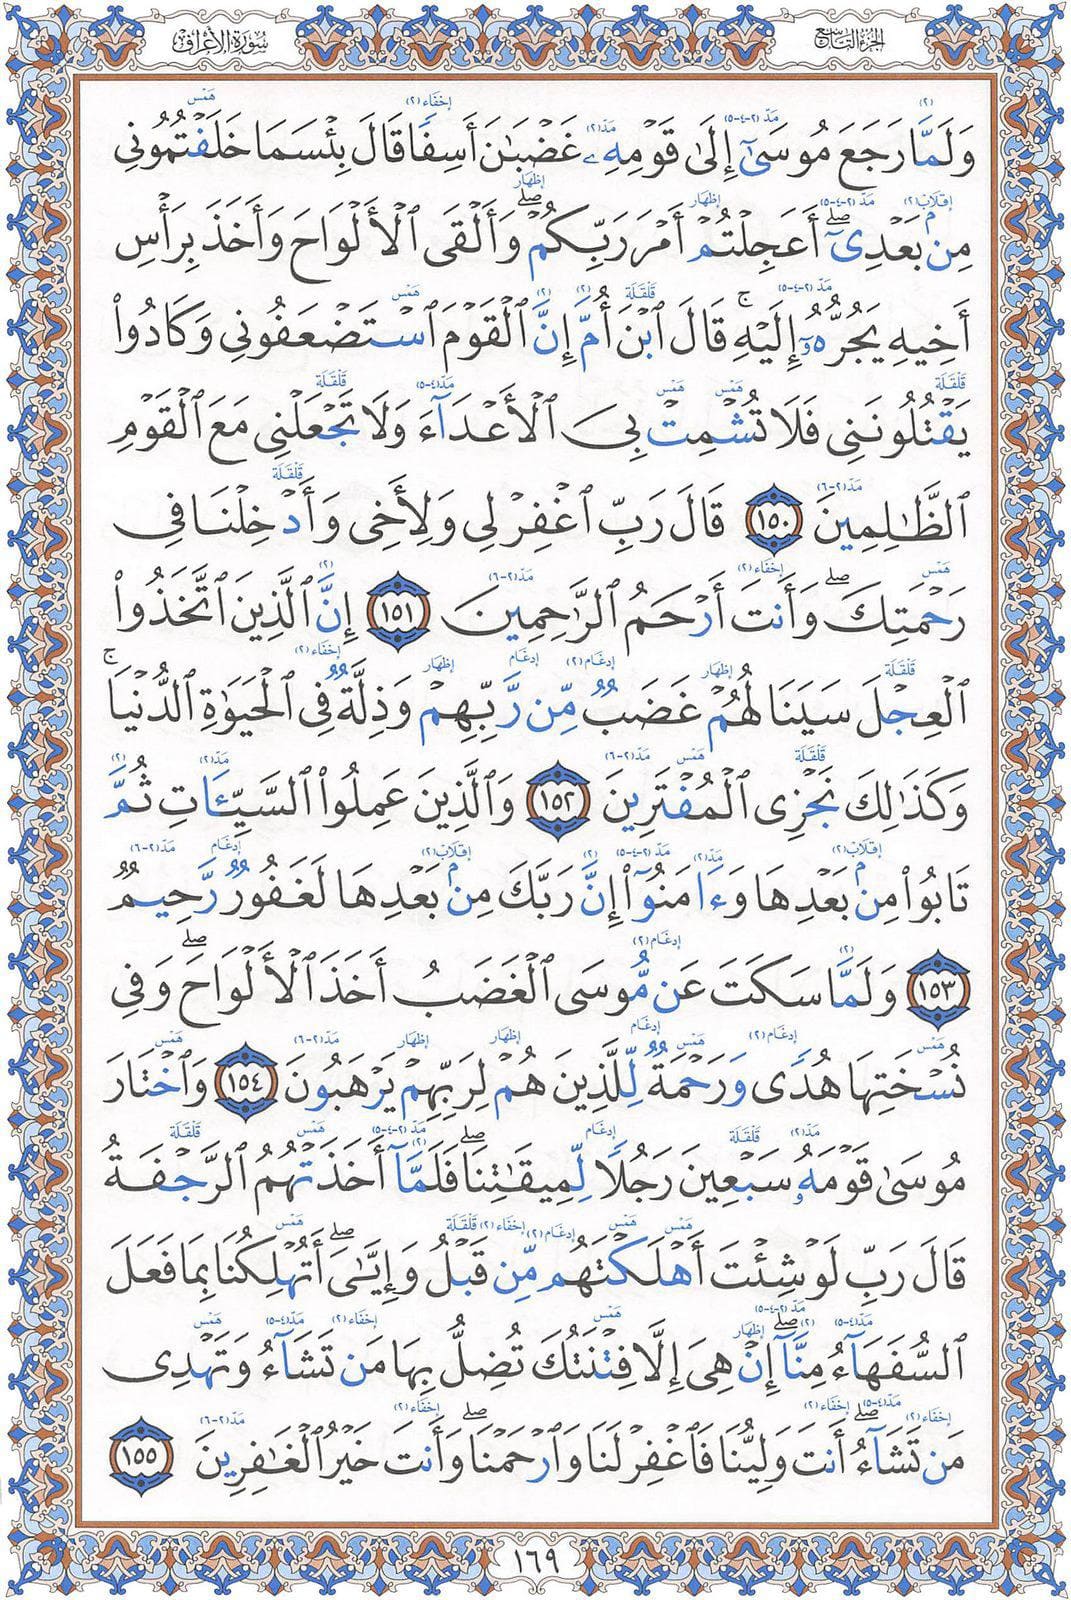 الجزء التاسع
سورة الأعراف
وَلَمَّا رَجَعَ مُوسَىٰٓ إِلَىٰ قَوْمِهِۦ غَضْبَٰنَ أَسِفًا قَالَ بِئْسَمَا خَلَفْتُمُونِى
مِنۢ بَعْدِىٓ ۖ أَعَجِلْتُمْ أَمْرَ رَبِّكُمْ ۖ وَأَلْقَى ٱلْأَلْوَاحَ وَأَخَذَ بِرَأْسِ
أَخِيهِ يَجُرُّهُۥٓ إِلَيْهِ ۚ قَالَ ٱبْنَ أُمَّ إِنَّ ٱلْقَوْمَ ٱسْتَضْعَفُونِى وَكَادُوا۟
يَقْتُلُونَنِى فَلَا تُشْمِتْ بِىَ ٱلْأَعْدَآءَ وَلَا تَجْعَلْنِى مَعَ ٱلْقَوْمِ
ٱلظَّٰلِمِينَ ١٥٠ قَالَ رَبِّ ٱغْفِرْ لِى وَلِأَخِى وَأَدْخِلْنَا فِى
رَحْمَتِكَ ۖ وَأَنتَ أَرْحَمُ ٱلرَّٰحِمِينَ ١٥١ إِنَّ ٱلَّذِينَ ٱتَّخَذُوا۟
ٱلْعِجْلَ سَيَنَالُهُمْ غَضَبٌ مِّن رَّبِّهِمْ وَذِلَّةٌ فِى ٱلْحَيَوٰةِ ٱلدُّنْيَا ۚ
وَكَذَٰلِكَ نَجْزِى ٱلْمُفْتَرِينَ ١٥٢ وَٱلَّذِينَ عَمِلُوا۟ ٱلسَّيِّـَٔاتِ ثُمَّ
تَابُوا۟ مِنۢ بَعْدِهَا وَءَامَنُوٓا۟ إِنَّ رَبَّكَ مِنۢ بَعْدِهَا لَغَفُورٌ رَّحِيمٌ
١٥٣ وَلَمَّا سَكَتَ عَن مُّوسَى ٱلْغَضَبُ أَخَذَ ٱلْأَلْوَاحَ ۖ وَفِى
نُسْخَتِهَا هُدًى وَرَحْمَةٌ لِّلَّذِينَ هُمْ لِرَبِّهِمْ يَرْهَبُونَ ١٥٤ وَٱخْتَارَ
مُوسَىٰ قَوْمَهُۥ سَبْعِينَ رَجُلًا لِّمِيقَٰتِنَا ۖ فَلَمَّآ أَخَذَتْهُمُ ٱلرَّجْفَةُ
قَالَ رَبِّ لَوْ شِئْتَ أَهْلَكْتَهُم مِّن قَبْلُ وَإِيَّٰىَ ۖ أَتُهْلِكُنَا بِمَا فَعَلَ
ٱلسُّفَهَآءُ مِنَّآ ۖ إِنْ هِىَ إِلَّا فِتْنَتُكَ تُضِلُّ بِهَا مَن تَشَآءُ وَتَهْدِى
مَن تَشَآءُ ۖ أَنتَ وَلِيُّنَا فَٱغْفِرْ لَنَا وَٱرْحَمْنَا ۖ وَأَنتَ خَيْرُ ٱلْغَٰفِرِينَ ١٥٥
١٦٩